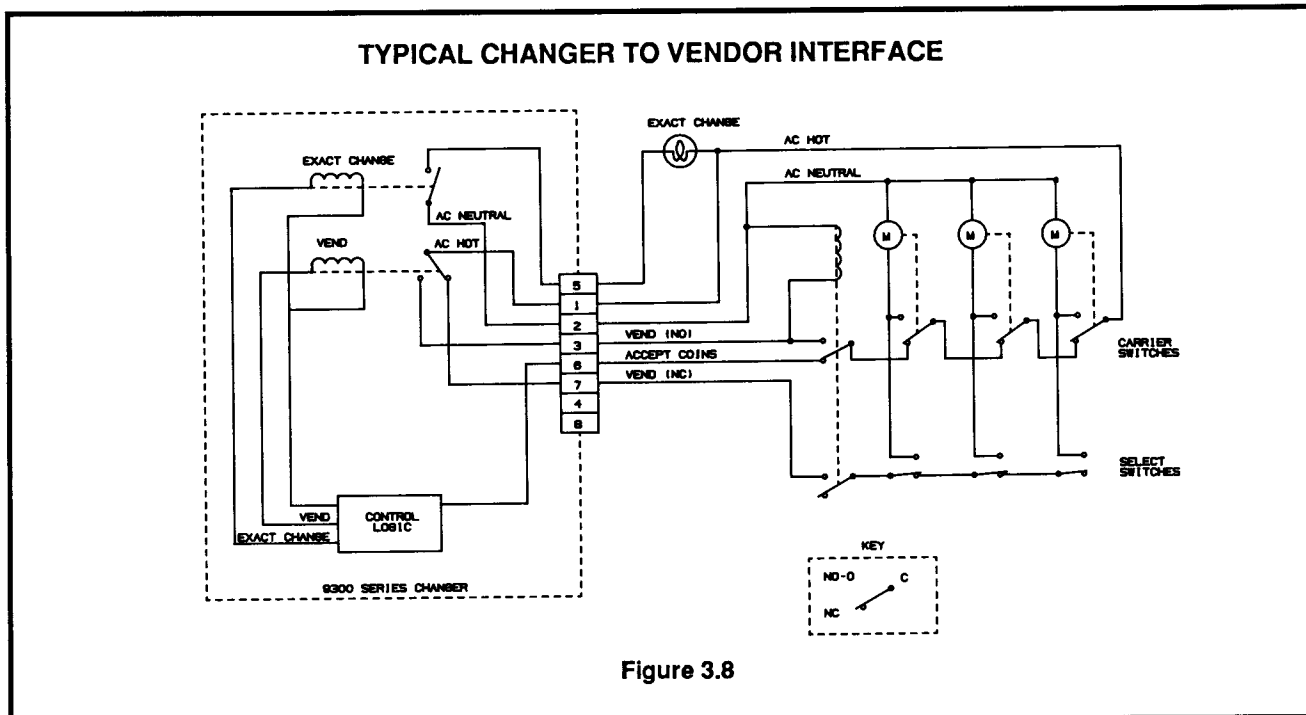 TYPICAL CHANGER TO VENDOR INTERFACE
EXACT CHANGE
AC HOT
EXACT CHANGE
AC NEUTRAL
AC NEUTRAL
VEND
AC HOT
M
M
M
5
1
2
3
6
7
4
8
VEND (NO)
ACCEPT COINS
VEND (NC)
CARRIER
SWITCHES
SELECT
SWITCHES
VEND
EXACT CHANGE
CONTROL
LOGIC
9300 SERIES CHANGER
KEY
NO-O
C
NC
Figure 3.8